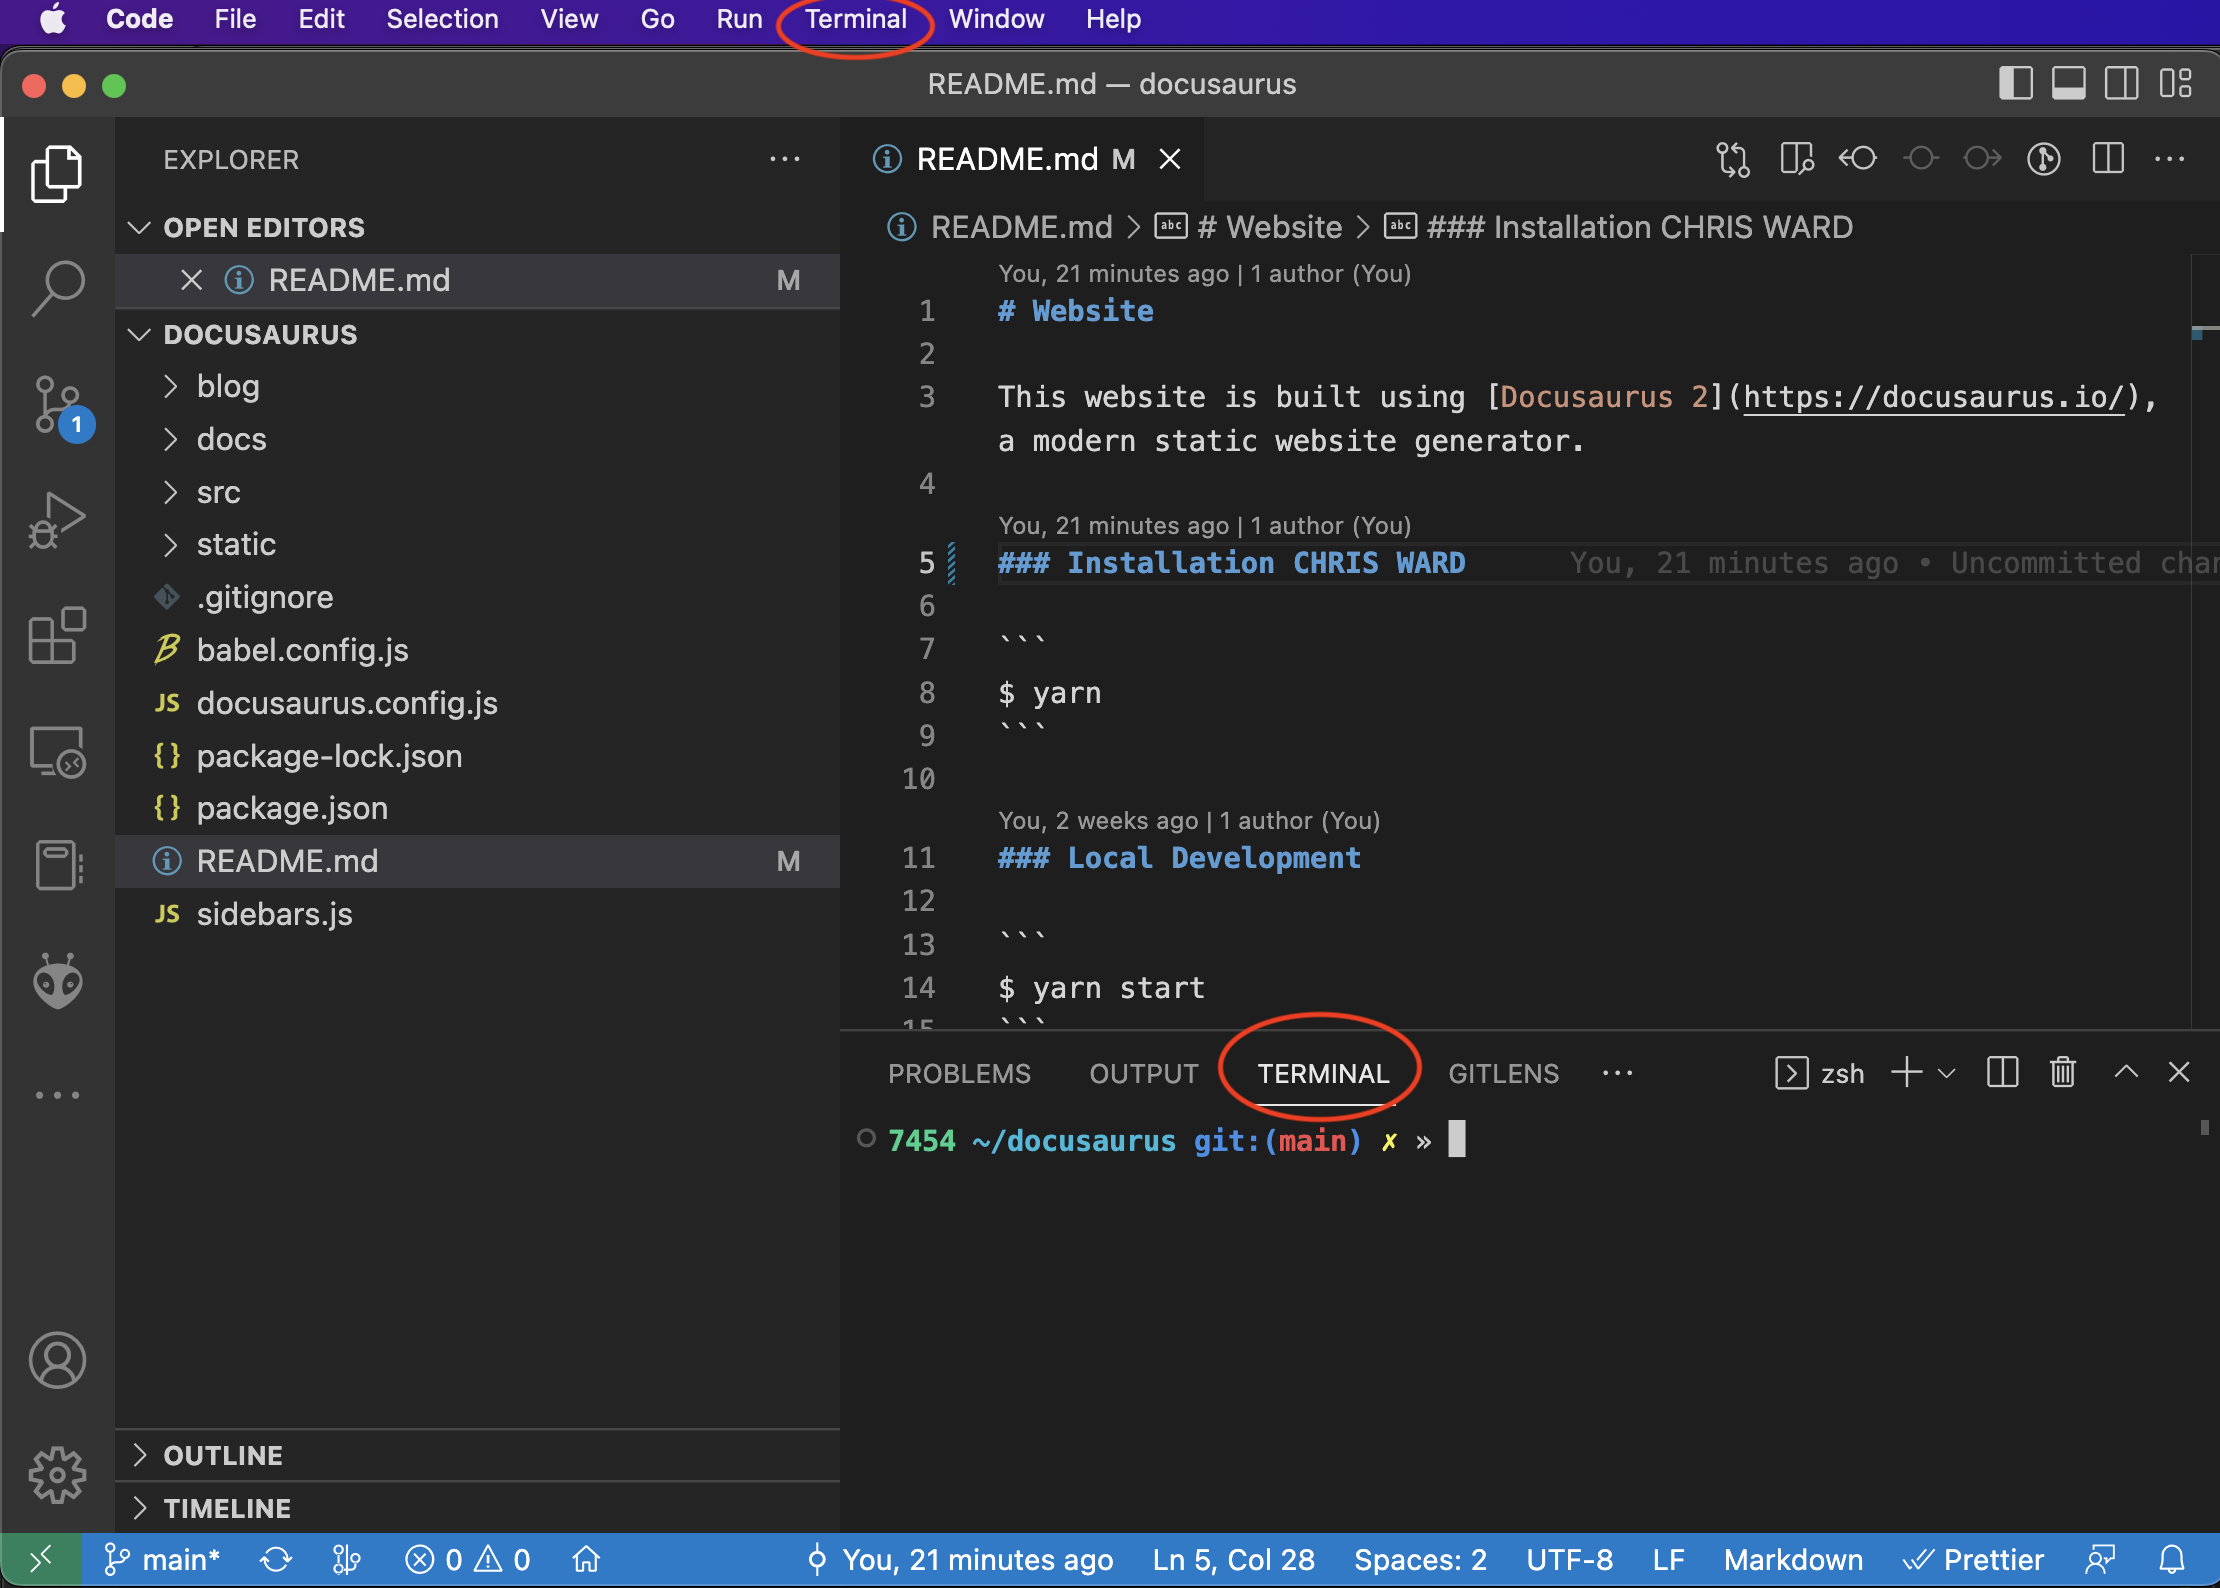 Code File Edit Selection View Go Run Terminal Window Help
README.md — docusaurus
EXPLORER
OPEN EDITORS
README.md M
DOCUSAURUS
blog
docs
src
static
.gitignore
babel.config.js
JS docusaurus.config.js
{} package-lock.json
{} package.json
README.md M
JS sidebars.js
OUTLINE
TIMELINE
1
README.md M
README.md > abc # Website > abc ### Installation CHRIS WARD
You, 21 minutes ago | 1 author (You)
1 # Website
2
3 This website is built using [Docusaurus 2](https://docusaurus.io/),
a modern static website generator.
4
You, 21 minutes ago | 1 author (You)
5 ### Installation CHRIS WARD You, 21 minutes ago • Uncommitted
6
7 ```
8 $ yarn
9 ```
10
You, 2 weeks ago | 1 author (You)
11 ### Local Development
12
13 ```
14 $ yarn start
15 ```
PROBLEMS OUTPUT TERMINAL GITLENS zsh
7454 ~/docusaurus git:(main) ✗ »
main* 0 0 You, 21 minutes ago Ln 5, Col 28 Spaces: 2 UTF-8 LF Markdown Prettier